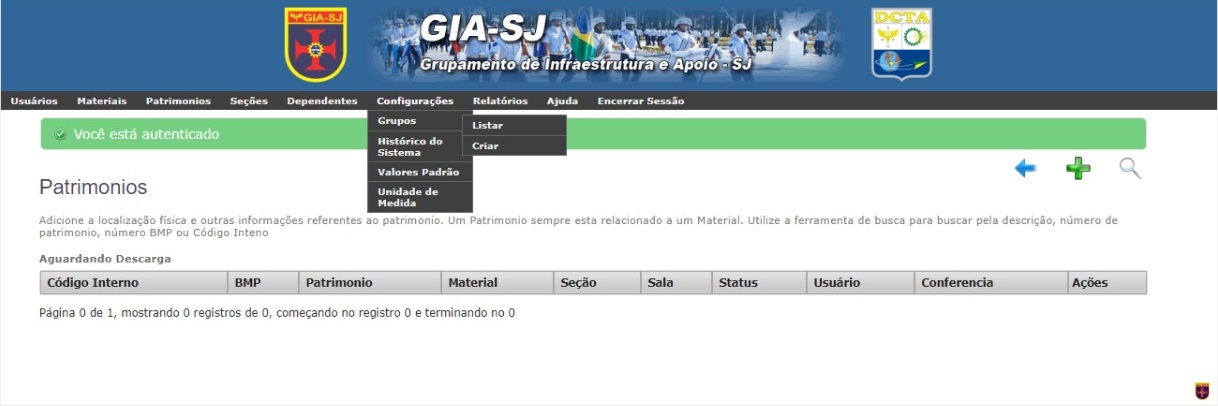 GIA-SJ
GIA-SJ
Grupamento de Infraestrutura e Apoio - SJ
DCTA
Usuários Materiais Patrimonios Seções Dependentes Configurações Relatórios Ajuda Encerrar Sessão
Grupos
Listar
Criar
Histórico do
Sistema
Valores Padrão
Unidade de
Medida
Você está autenticado
Patrimonios
Adicione a localização física e outras informações referentes ao patrimonio. Um Patrimonio sempre esta relacionado a um Material. Utilize a ferramenta de busca para buscar pela descrição, número de
patrimonio, número BMP ou Código Inteno
Aguardando Descarga
Código Interno BMP Patrimonio Material Seção Sala Status Usuário Conferencia Ações
Página 0 de 1, mostrando 0 registros de 0, começando no registro 0 e terminando no 0